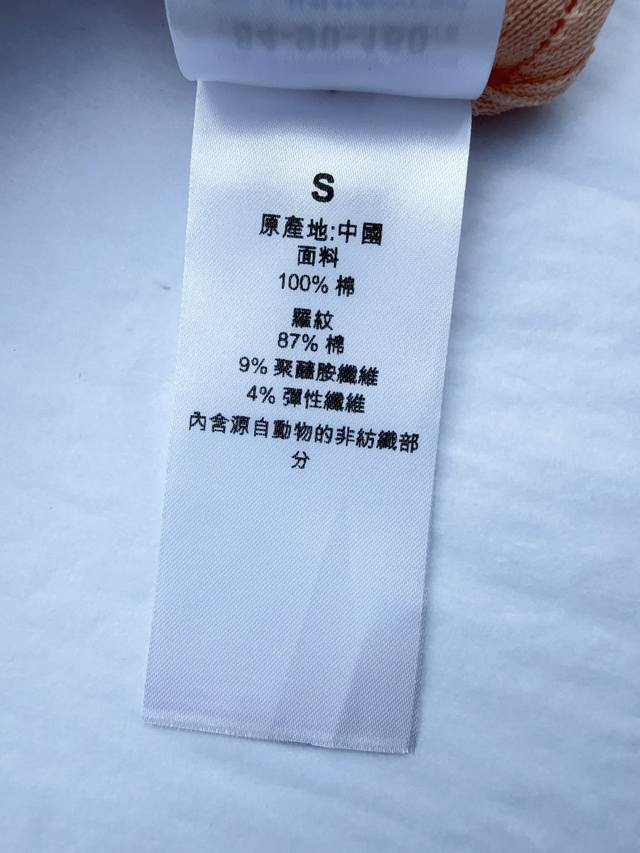 S
原產地:中國
面料
100% 棉
羅紋
87% 棉
9% 聚醯胺纖維
4% 彈性纖維
內含源自動物的非紡織部
分